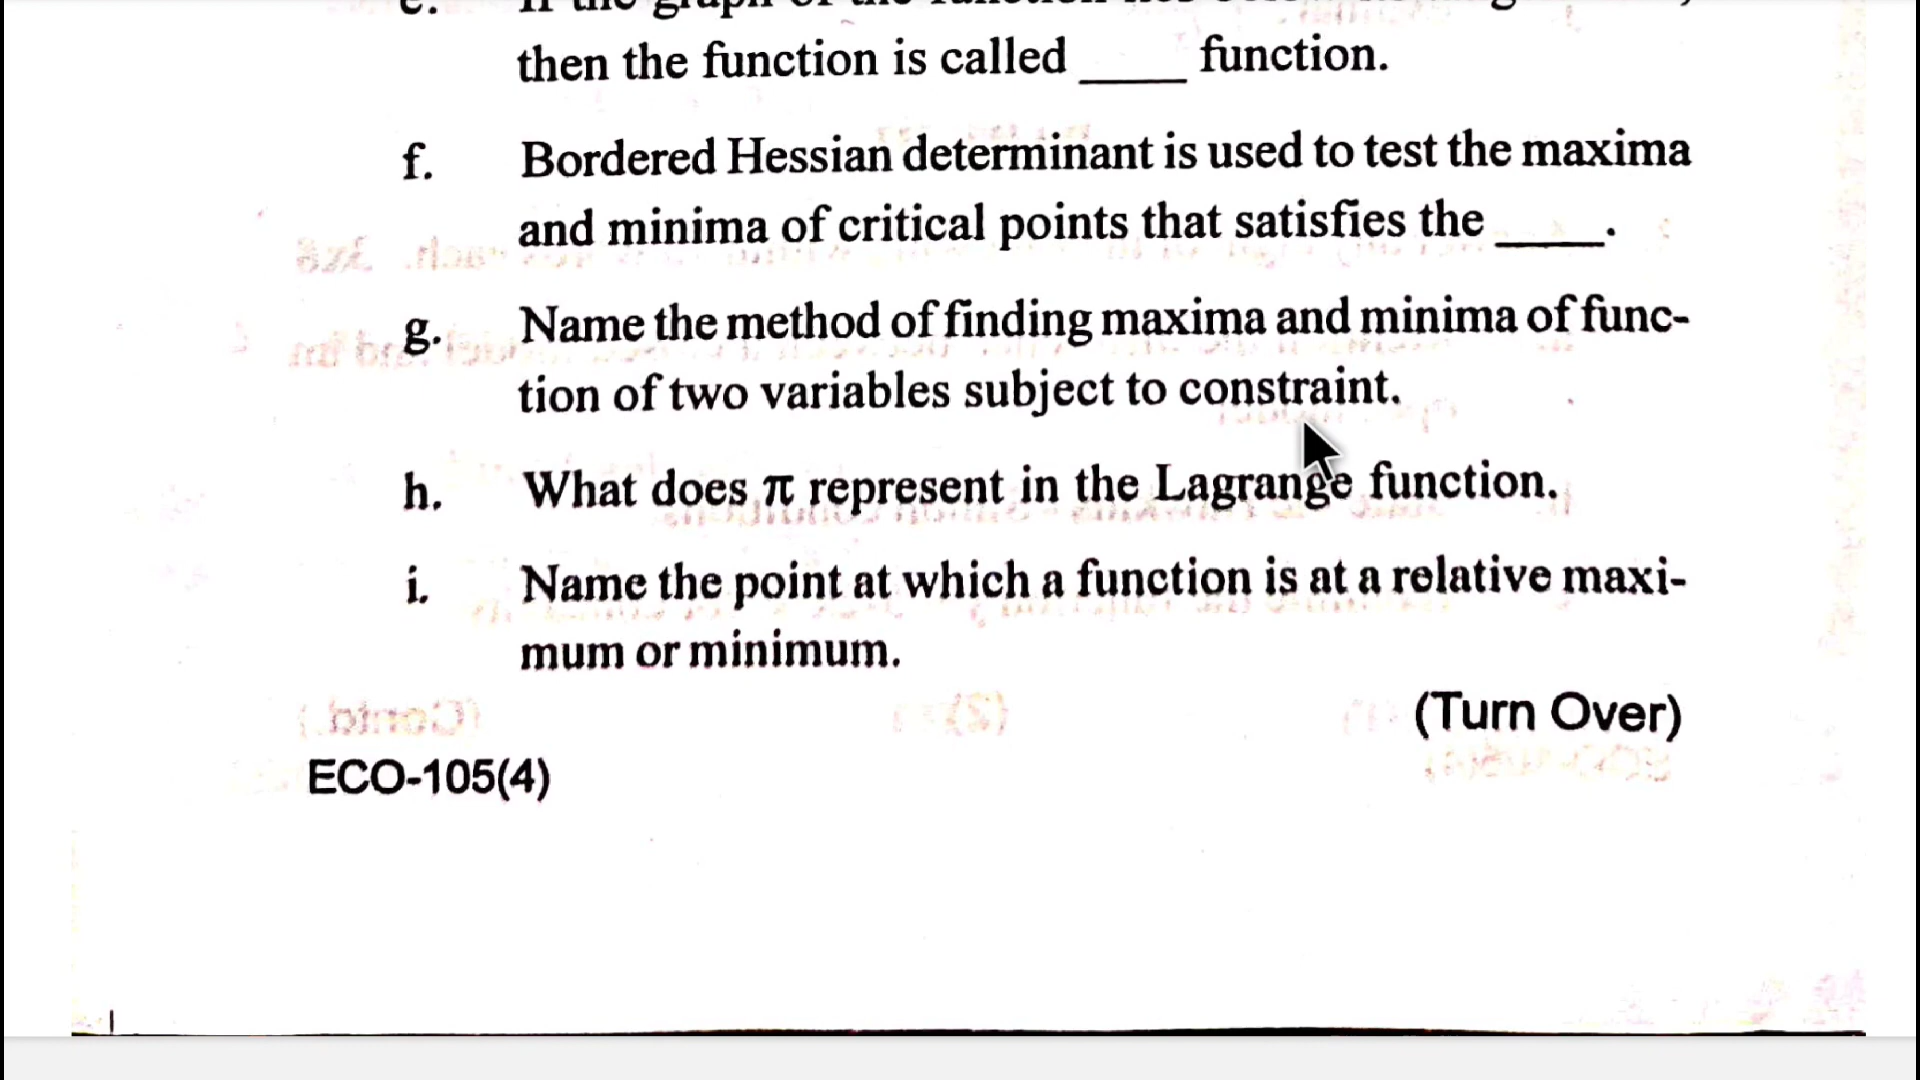 then the function is called ____ function.
f. Bordered Hessian determinant is used to test the maxima
and minima of critical points that satisfies the ____.
g. Name the method of finding maxima and minima of func-
tion of two variables subject to constraint.
h. What does π represent in the Lagrange function.
i. Name the point at which a function is at a relative maxi-
mum or minimum.
(Turn Over)
ECO-105(4)